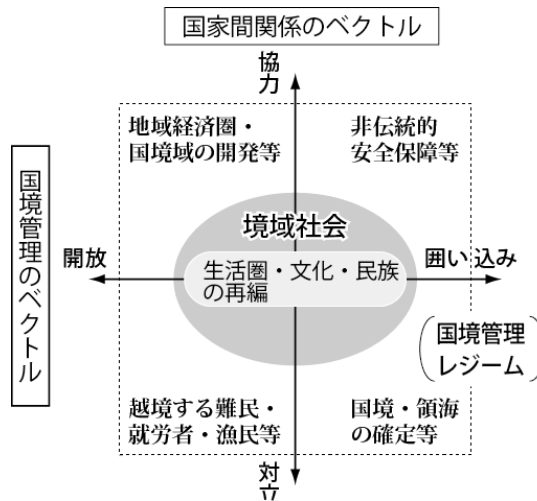 国家間関係のベクトル
協力
地域経済圏・
国境域の開発等
非伝統的
安全保障等
国境管理のベクトル
境域社会
開放
生活圏・文化・民族
の再編
囲い込み
国境管理
レジーム
越境する難民・
就労者・漁民等
国境・領海
の確定等
対立